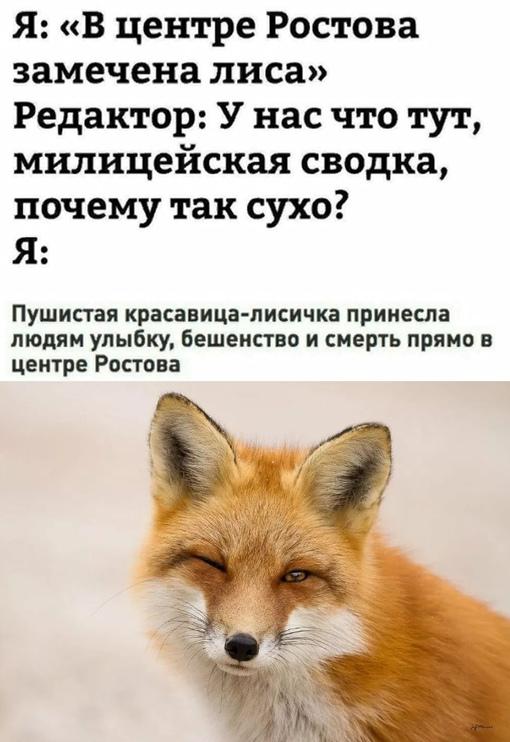 Я: «В центре Ростова
замечена лиса»
Редактор: У нас что тут,
милицейская сводка,
почему так сухо?
Я:
Пушистая красавица-лисичка принесла
людям улыбку, бешенство и смерть прямо в
центре Ростова